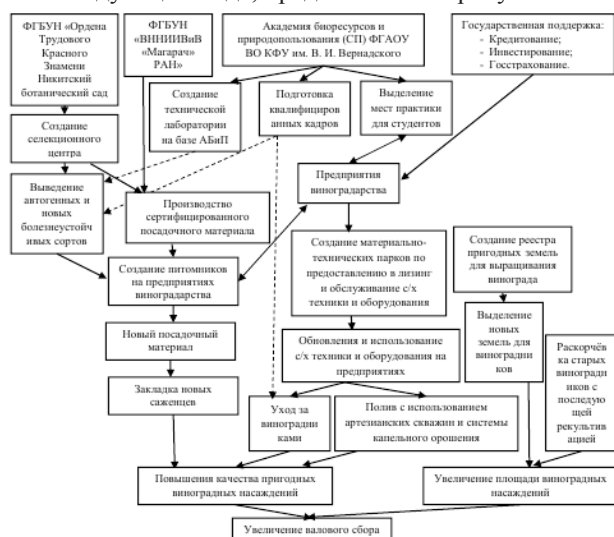 ФГБУН «Ордена
Трудового
Красного
Знамени
Никитский
ботанический сад
ФГБУН
«ВННИИВиВ
«Магарач»
РАН»
Академия биоресурсов и
природопользования (СП) ФГАОУ
ВО КФУ им. В. И. Вернадского
Государственная поддержка:
- Кредитование;
- Инвестирование;
- Госстрахование.
Создание
технической
лаборатории
на базе АБиП
Подготовка
квалифициров
анных кадров
Выделение
мест практики
для студентов
Создание
селекционного
центра
Выведение
автогенных и
новых
болезнеустойч
ивых сортов
Производство
сертифицированного
посадочного материала
Предприятия
виноградарства
Создание питомников
на предприятиях
виноградарства
Создание материально-
технических парков по
предоставлению в лизинг
и обслуживание с/х
техники и оборудования
Создание реестра
пригодных земель
для выращивания
винограда
Новый посадочный
материал
Обновления и использование
с/х техники и оборудования на
предприятиях
Выделение
новых
земель для
виноградни
ков
Раскорчёв
ка старых
виноградн
иков с
последую
щей
рекультив
ацией
Закладка новых
саженцев
Уход за
виноградни
ками
Полив с использованием
артезианских скважин и системы
капельного орошения
Повышения качества пригодных
виноградных насаждений
Увеличение площади виноградных
насаждений
Увеличение валового сбора